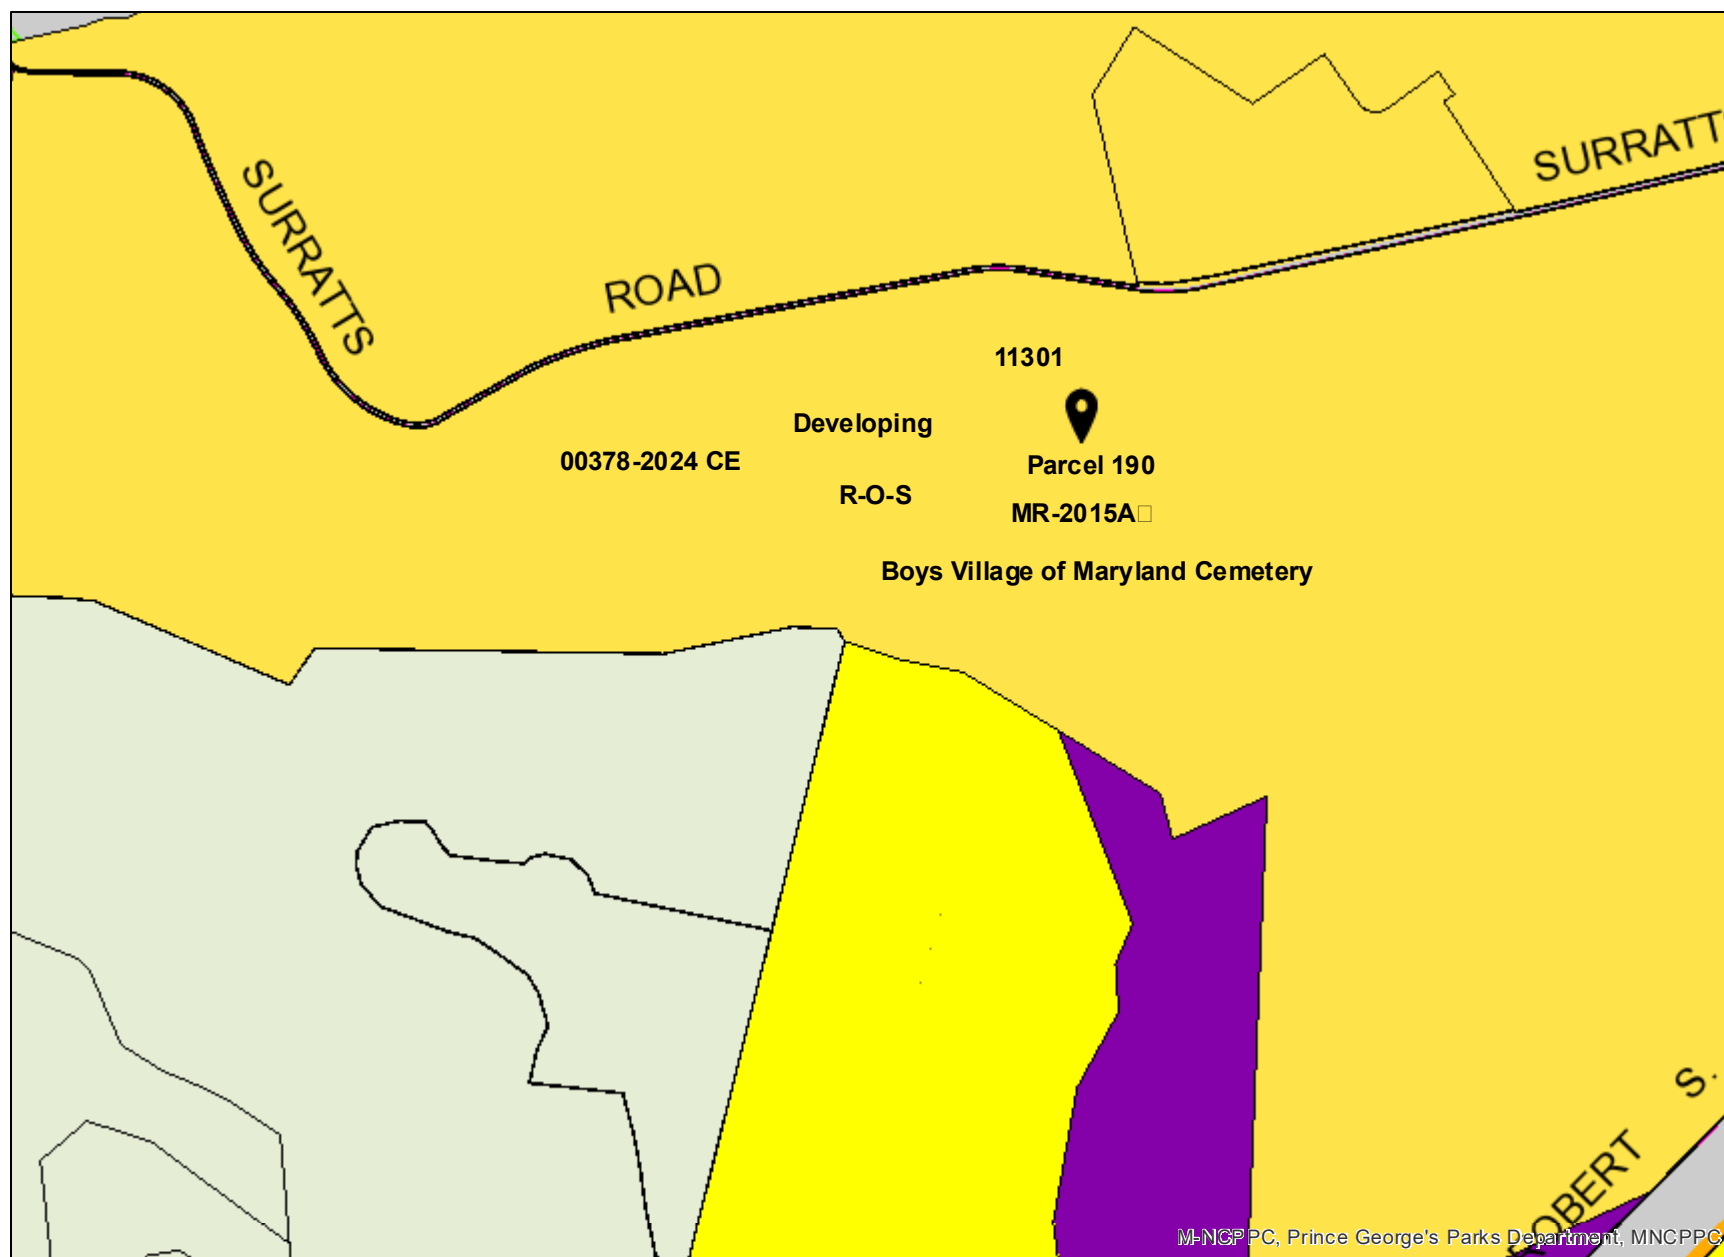 SURRATTS
SURRATTS
ROAD
11301
Developing
00378-2024 CE
Parcel 190
R-O-S
MR-2015A□
Boys Village of Maryland Cemetery
S.
ROBERT
M-NCPPC, Prince George's Parks Department, MNCPPC